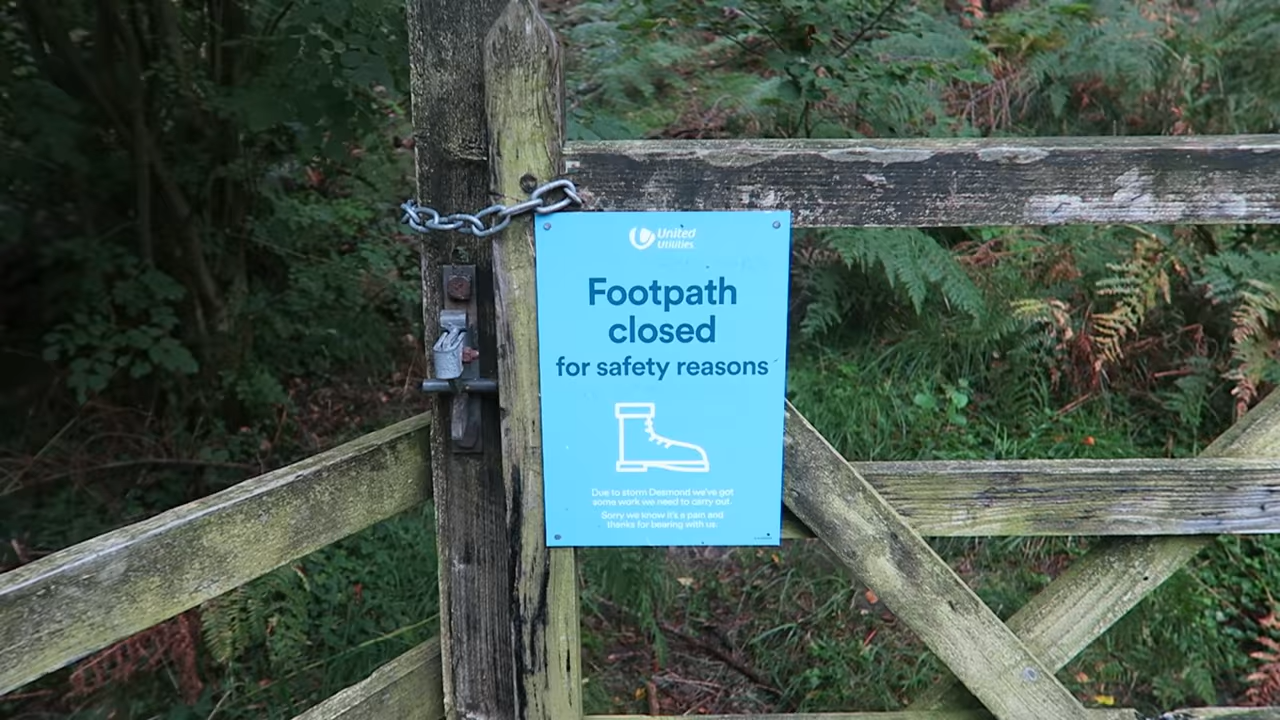 United
Utilities
Footpath
closed
for safety reasons
Due to storm Desmond we've got
some work we need to carry out.
Sorry we know it's a pain and
thanks for bearing with us.